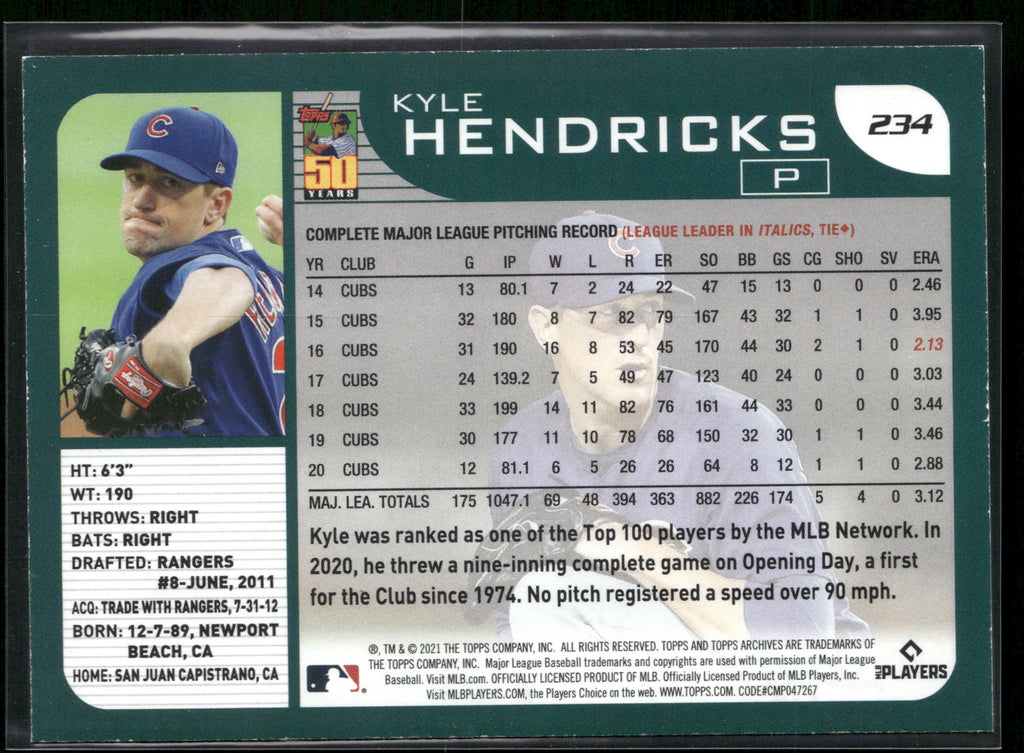 Topps
50
YEARS
KYLE
HENDRICKS
P
234
C
COMPLETE MAJOR LEAGUE PITCHING RECORD (LEAGUE LEADER IN ITALICS, TIE♦)
YR CLUB G IP W L R ER SO BB GS CG SHO SV ERA
14 CUBS 13 80.1 7 2 24 22 47 15 13 0 0 0 2.46
15 CUBS 32 180 8 7 82 79 167 43 32 1 1 0 3.95
16 CUBS 31 190 16 8 53 45 170 44 30 2 1 0 2.13
17 CUBS 24 139.2 7 5 49 47 123 40 24 0 0 0 3.03
18 CUBS 33 199 14 11 82 76 161 44 33 0 0 0 3.44
19 CUBS 30 177 11 10 78 68 150 32 30 1 1 0 3.46
20 CUBS 12 81.1 6 5 26 26 64 8 12 1 1 0 2.88
MAJ. LEA. TOTALS 175 1047.1 69 48 394 363 882 226 174 5 4 0 3.12
Kyle was ranked as one of the Top 100 players by the MLB Network. In
2020, he threw a nine-inning complete game on Opening Day, a first
for the Club since 1974. No pitch registered a speed over 90 mph.
HT: 6'3"
WT: 190
THROWS: RIGHT
BATS: RIGHT
DRAFTED: RANGERS
#8-JUNE, 2011
ACQ: TRADE WITH RANGERS, 7-31-12
BORN: 12-7-89, NEWPORT
BEACH, CA
HOME: SAN JUAN CAPISTRANO, CA
®, TM & © 2021 THE TOPPS COMPANY, INC. ALL RIGHTS RESERVED. TOPPS AND TOPPS ARCHIVES ARE TRADEMARKS OF
THE TOPPS COMPANY, INC. Major League Baseball trademarks and copyrights are used with permission of Major League
Baseball. Visit MLB.com. OFFICIALLY LICENSED PRODUCT OF MLB. Officially Licensed Product of MLB Players, Inc.
Visit MLBPLAYERS.COM, the Players Choice on the web. WWW.TOPPS.COM. CODE#CMP047267
MLB PLAYERS